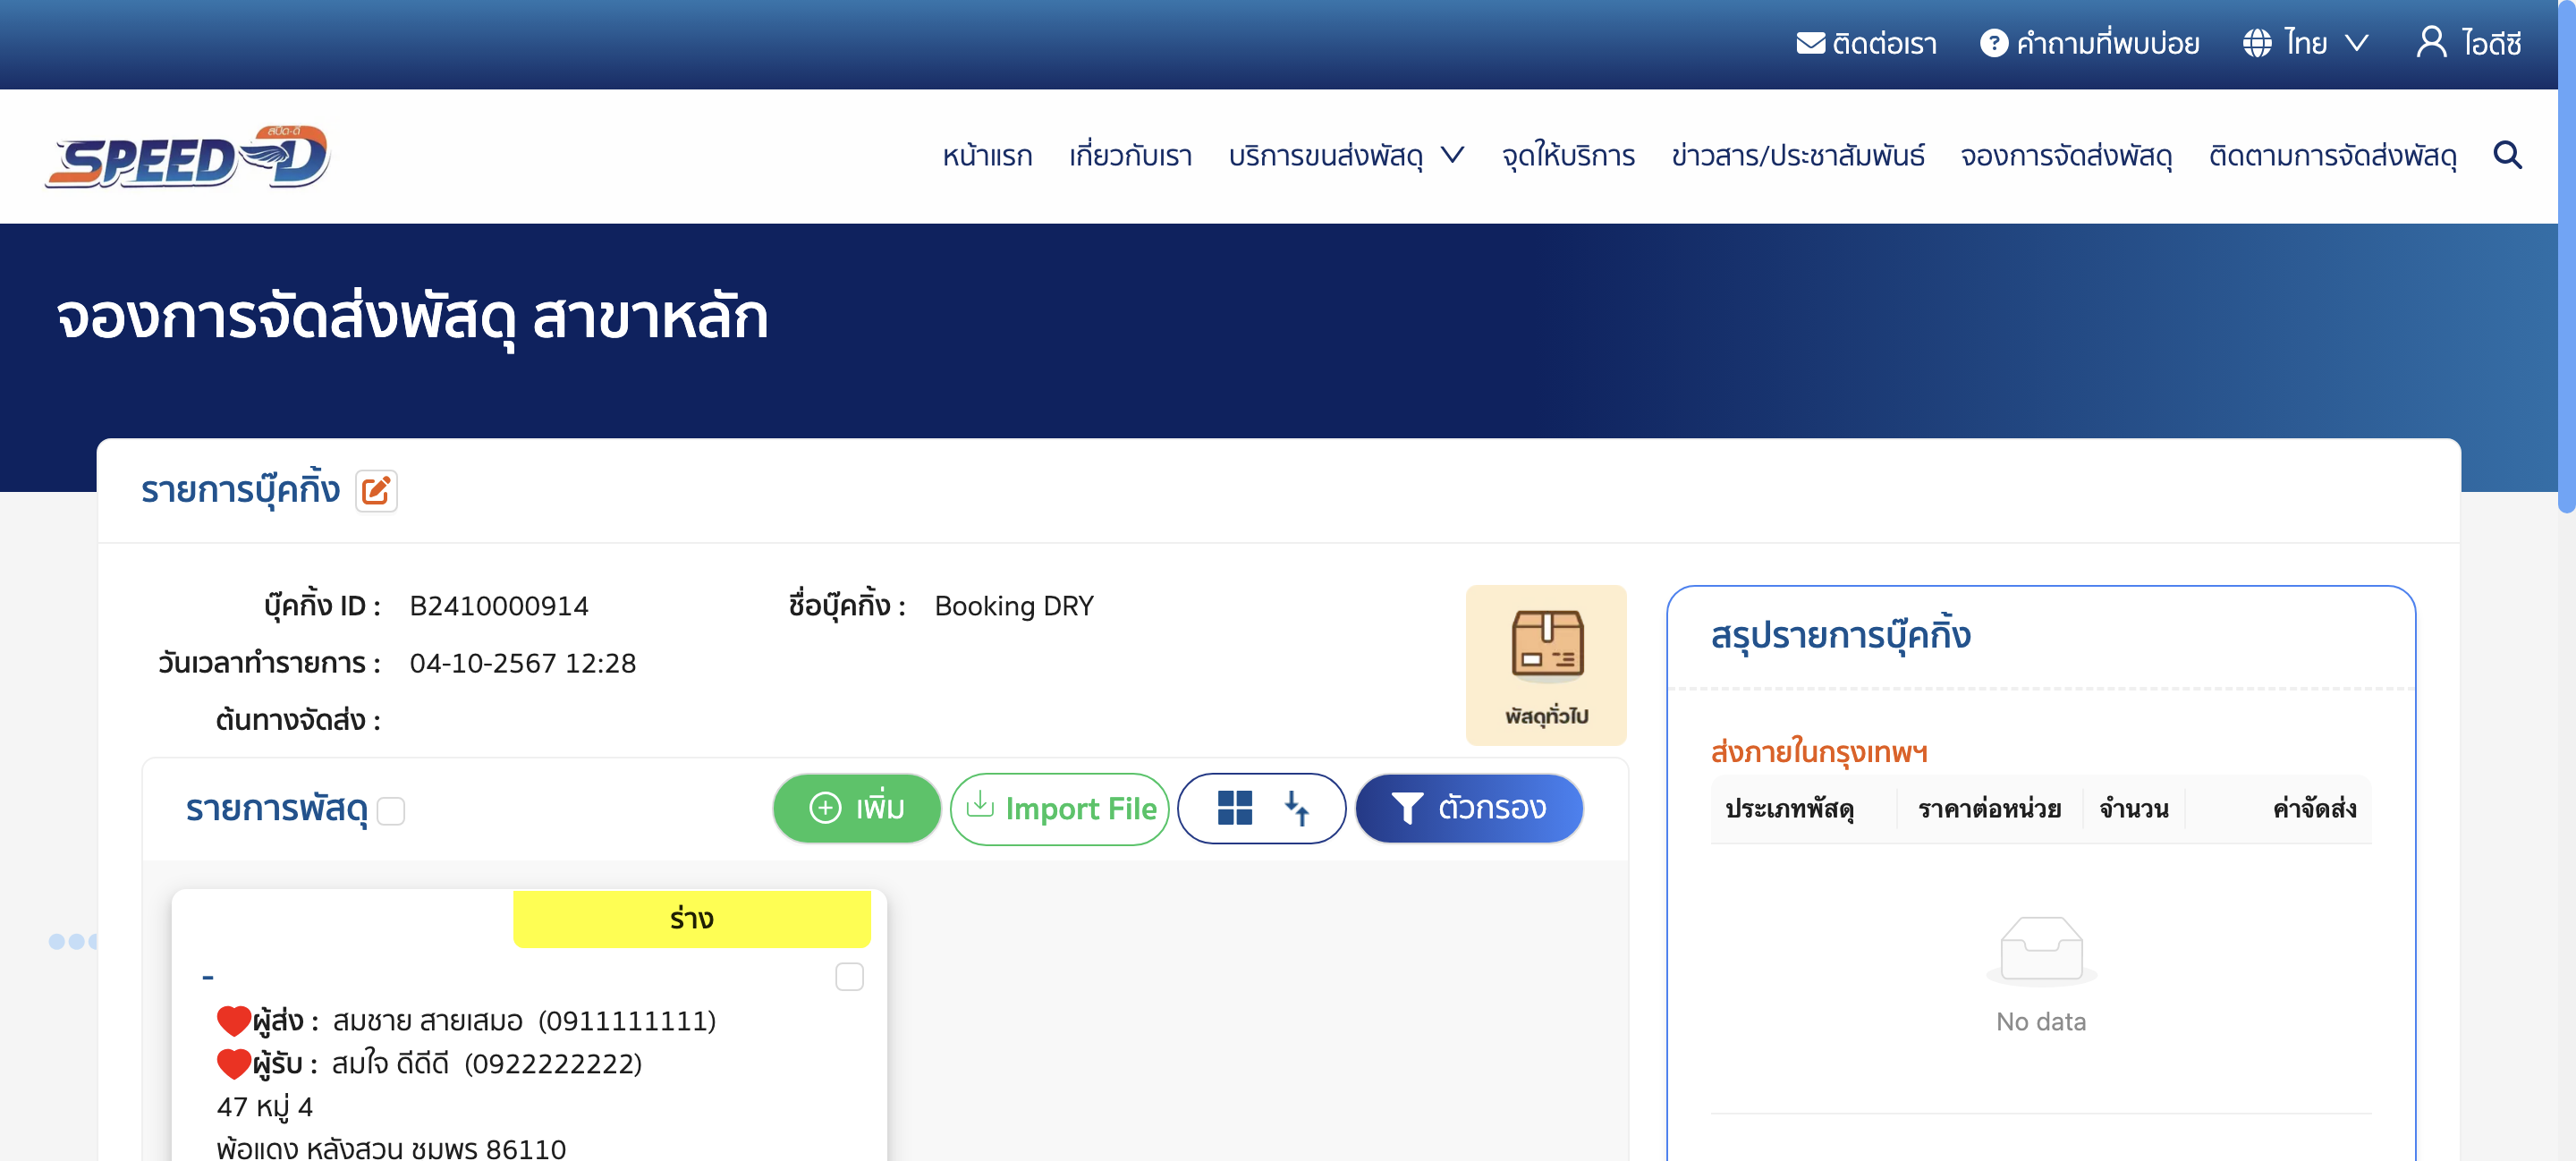 ติดต่อเรา คำถามที่พบบ่อย ไทย ไอดีซี
สปีด-ดี
SPEED-D
หน้าแรก เกี่ยวกับเรา บริการขนส่งพัสดุ จุดให้บริการ ข่าวสาร/ประชาสัมพันธ์ จองการจัดส่งพัสดุ ติดตามการจัดส่งพัสดุ
จองการจัดส่งพัสดุ สาขาหลัก
รายการบุ๊คกิ้ง
บุ๊คกิ้ง ID : B2410000914 ชื่อบุ๊คกิ้ง : Booking DRY
วันเวลาทำรายการ : 04-10-2567 12:28
ต้นทางจัดส่ง :
พัสดุทั่วไป
รายการพัสดุ เพิ่ม Import File ตัวกรอง
ร่าง
-
ผู้ส่ง : สมชาย สายเสมอ (0911111111)
ผู้รับ : สมใจ ดีดีดี (0922222222)
47 หมู่ 4
พ้อแดง หลังสวน ชุมพร 86110
สรุปรายการบุ๊คกิ้ง
ส่งภายในกรุงเทพฯ
ประเภทพัสดุ ราคาต่อหน่วย จำนวน ค่าจัดส่ง
No data